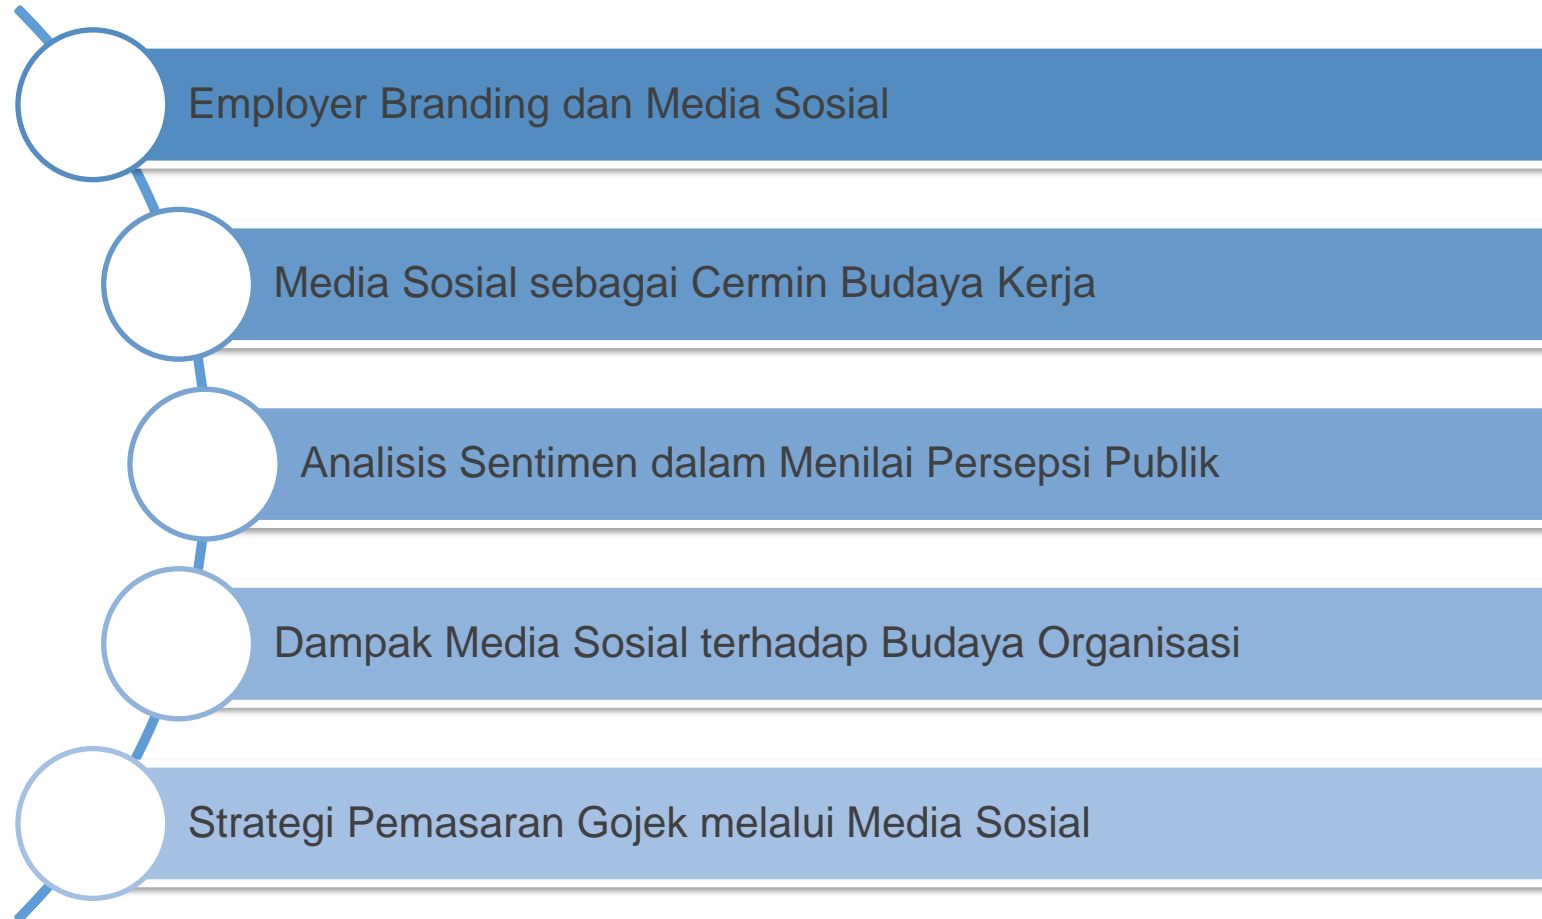 Employer Branding dan Media Sosial
Media Sosial sebagai Cermin Budaya Kerja
Analisis Sentimen dalam Menilai Persepsi Publik
Dampak Media Sosial terhadap Budaya Organisasi
Strategi Pemasaran Gojek melalui Media Sosial